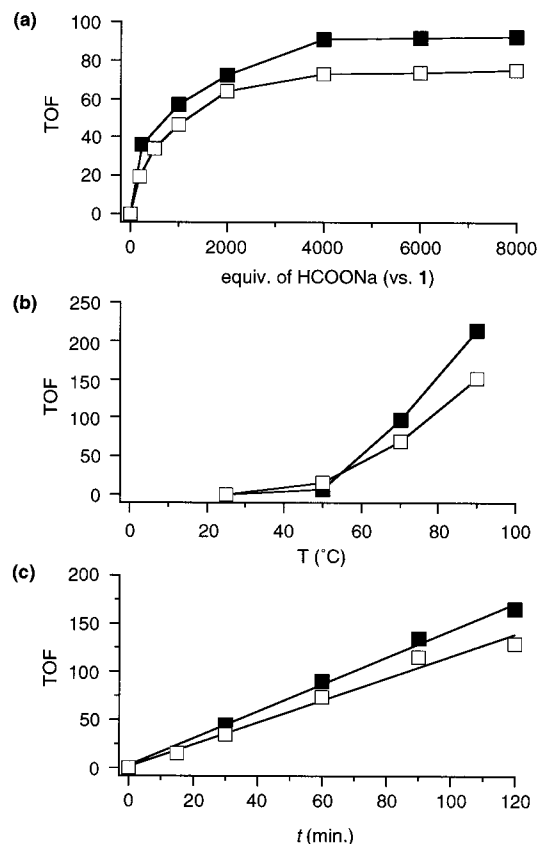 (a)
100
80
60
40
20
0
TOF
0 2000 4000 6000 8000
equiv. of HCOONa (vs. 1)
(b)
250
200
150
100
50
0
TOF
0 20 40 60 80 100
T (˚C)
(c)
200
150
100
50
0
TOF
0 20 40 60 80 100 120
t (min.)